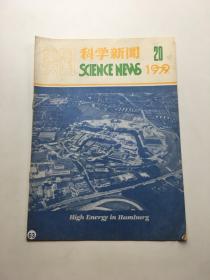 科学新闻
20
SCIENCE NEWS
1979
High Energy in Hamburg